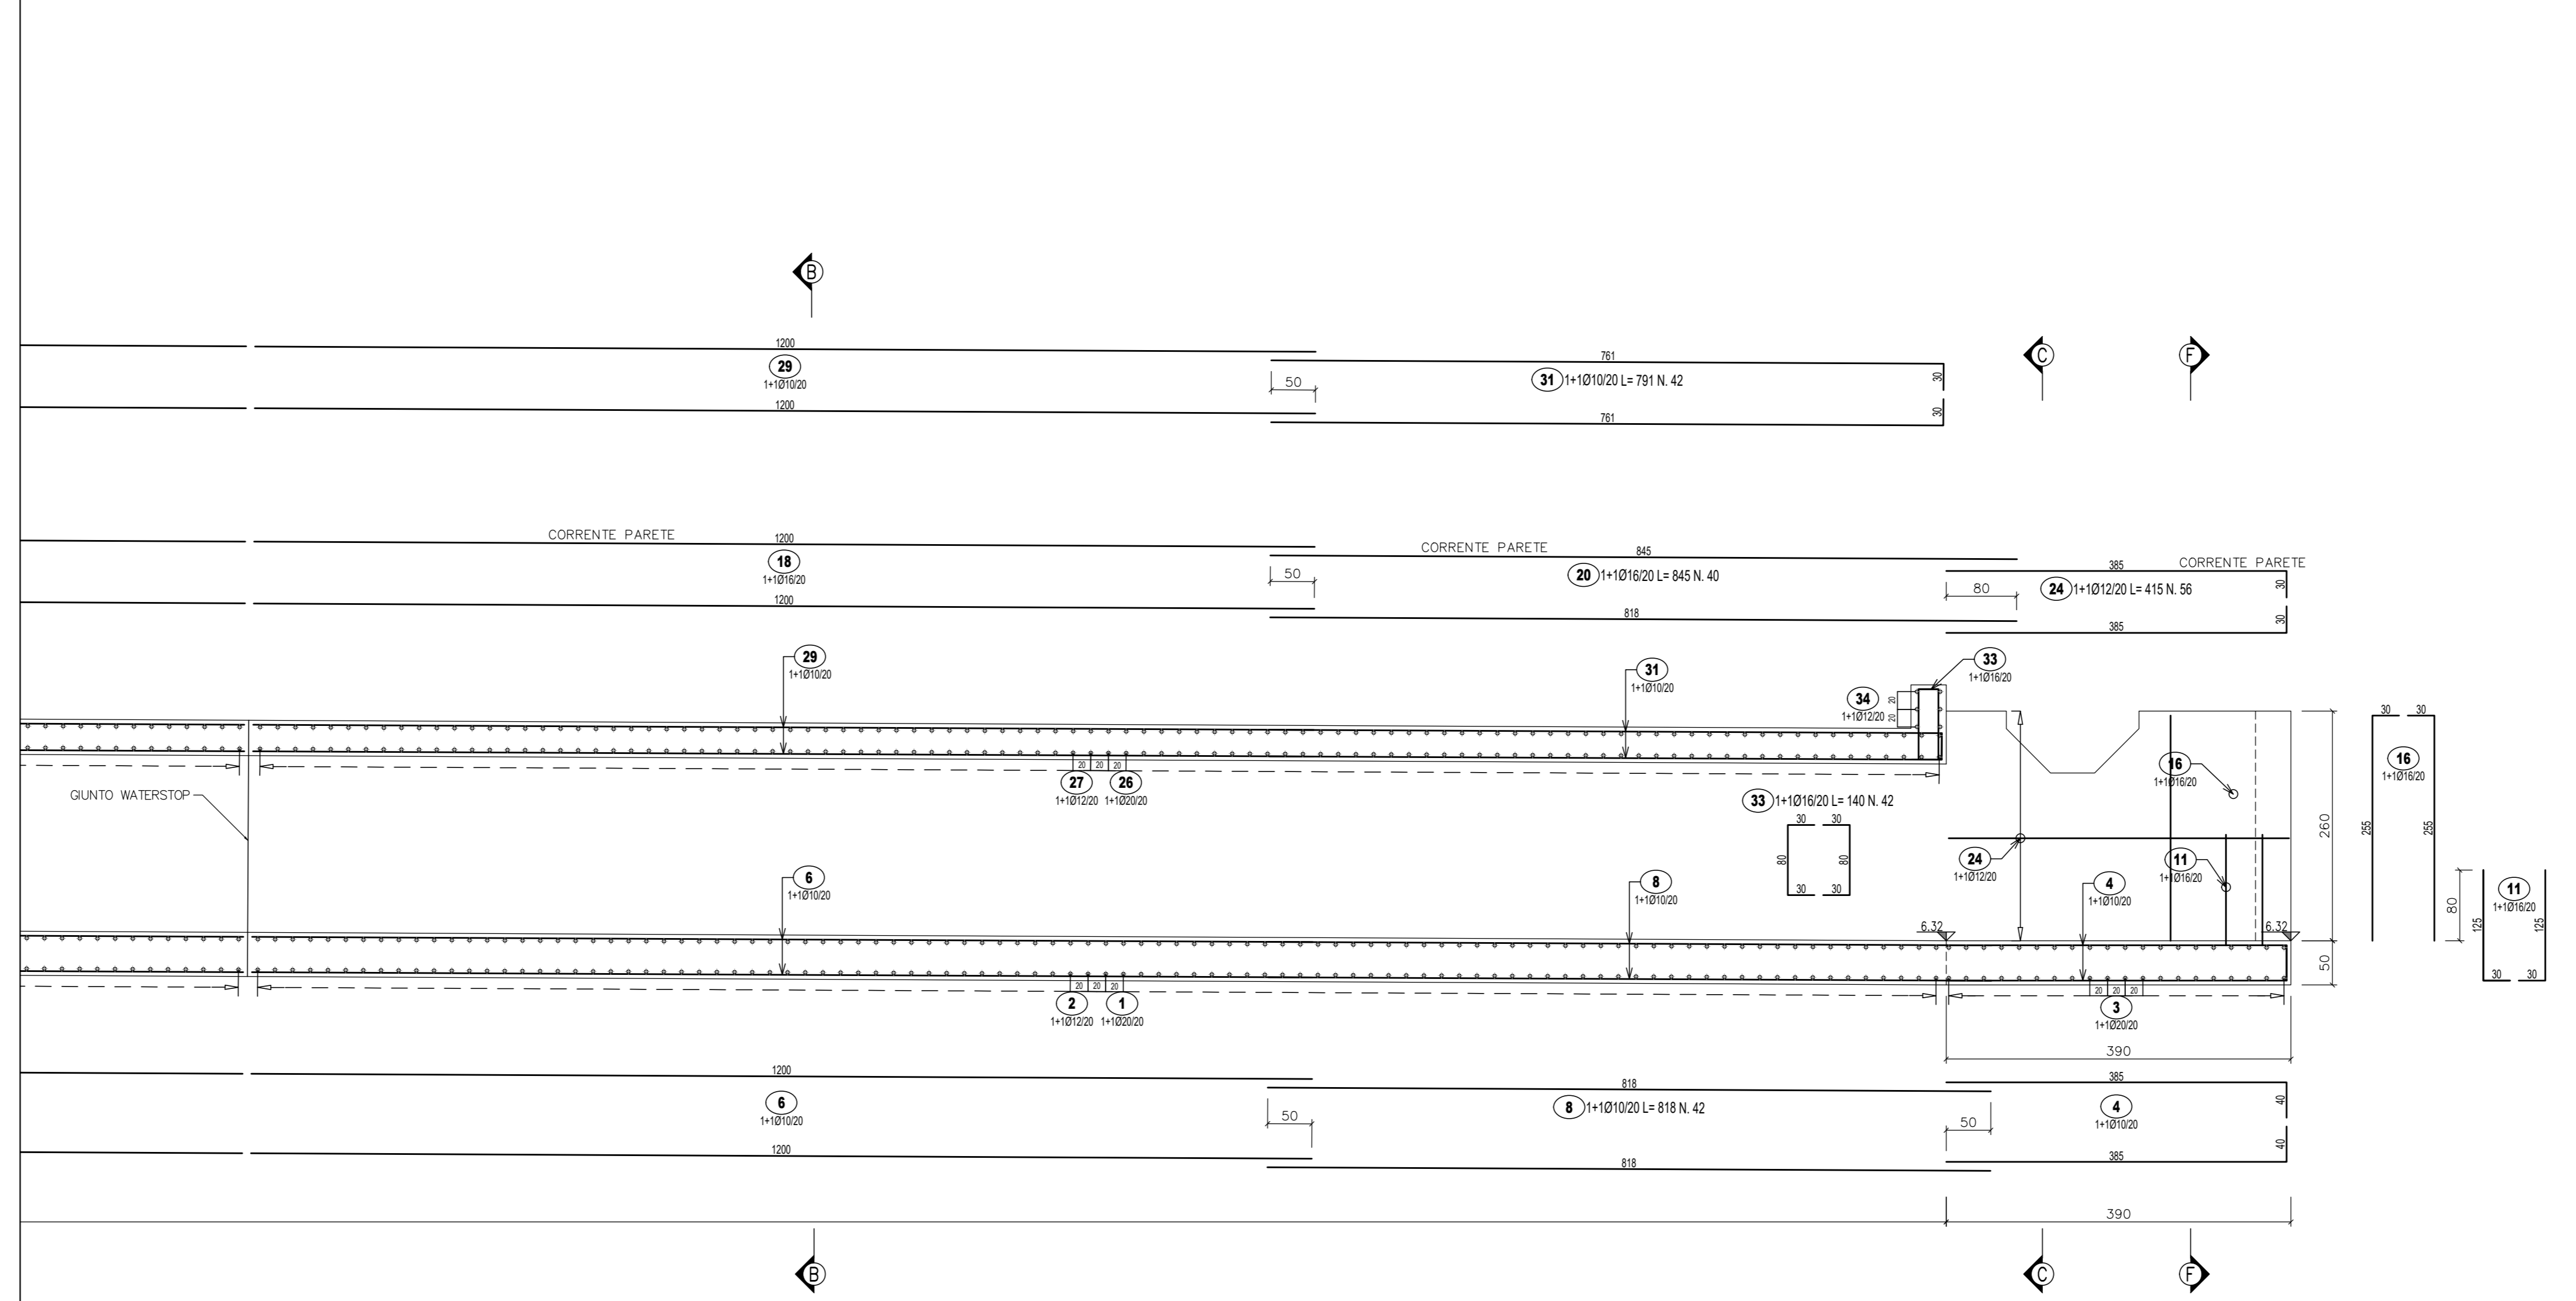 B
1200
29
1+1Ø10/20
1200
50
761
31 1+1Ø10/20 L= 791 N. 42
761
30
30
C
F
CORRENTE PARETE
1200
18
1+1Ø16/20
1200
50
CORRENTE PARETE
845
20 1+1Ø16/20 L= 845 N. 40
818
80
CORRENTE PARETE
385
24 1+1Ø12/20 L= 415 N. 56
385
30
30
29
1+1Ø10/20
31
1+1Ø10/20
33
1+1Ø16/20
34
1+1Ø12/20
20
20
20
20
20
27
1+1Ø12/20
26
1+1Ø20/20
GIUNTO WATERSTOP
33 1+1Ø16/20 L= 140 N. 42
30
30
80
80
30
30
16
1+1Ø16/20
24
1+1Ø12/20
11
1+1Ø16/20
260
50
30
30
16
1+1Ø16/20
255
255
80
11
1+1Ø16/20
125
125
30
30
6
1+1Ø10/20
8
1+1Ø10/20
4
1+1Ø10/20
6.32
6.32
20
20
20
2
1+1Ø12/20
1
1+1Ø20/20
20
20
20
3
1+1Ø20/20
390
1200
6
1+1Ø10/20
1200
50
818
8 1+1Ø10/20 L= 818 N. 42
818
50
385
4
1+1Ø10/20
385
40
40
390
B
C
F